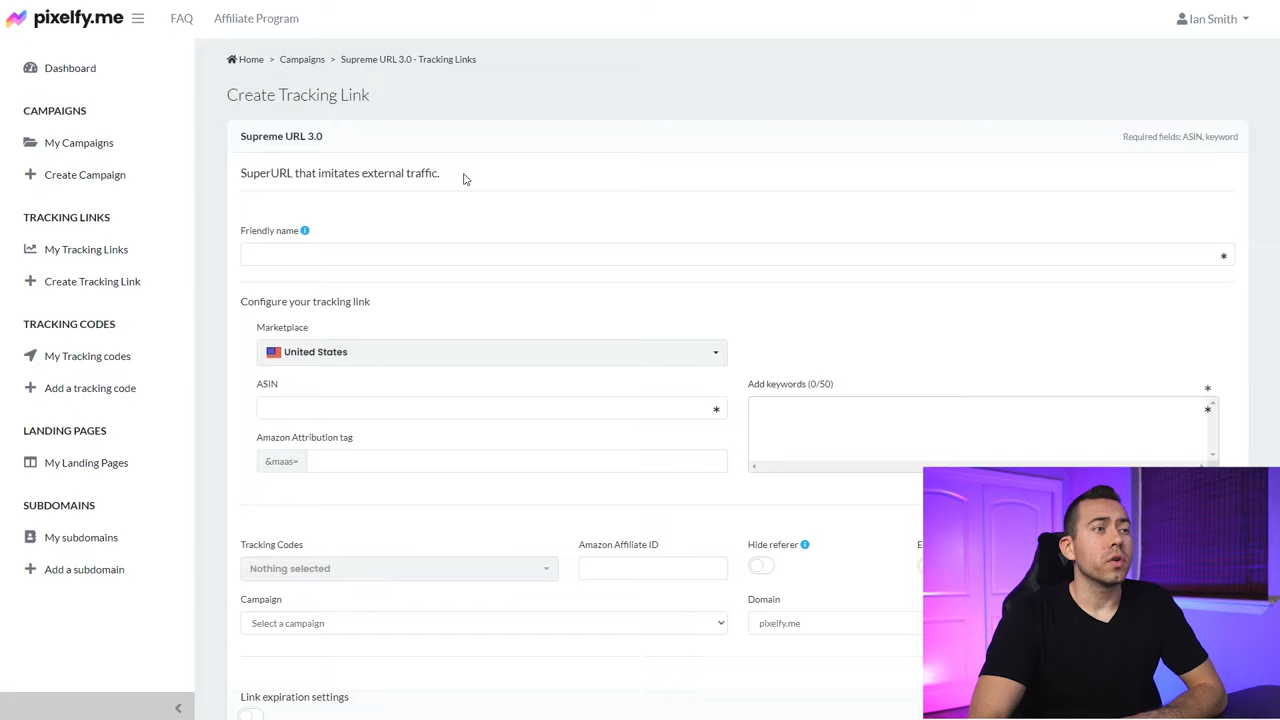 pixelfy.me
FAQ
Affiliate Program
Ian Smith
Dashboard
CAMPAIGNS
My Campaigns
Create Campaign
TRACKING LINKS
My Tracking Links
Create Tracking Link
TRACKING CODES
My Tracking codes
Add a tracking code
LANDING PAGES
My Landing Pages
SUBDOMAINS
My subdomains
Add a subdomain
Home > Campaigns > Supreme URL 3.0 - Tracking Links
Create Tracking Link
Supreme URL 3.0
Required fields: ASIN, keyword
SuperURL that imitates external traffic.
Friendly name
Configure your tracking link
Marketplace
United States
ASIN
Add keywords (0/50)
Amazon Attribution tag
&maas=
Tracking Codes
Amazon Affiliate ID
Hide referer
Nothing selected
Campaign
Domain
Select a campaign
pixelfy.me
Link expiration settings